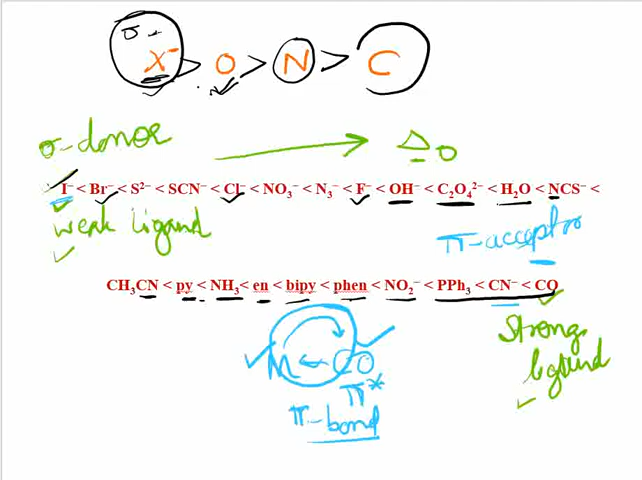 σ-
X⁻ > O > N > C
σ-donor
Δo
I⁻ < Br⁻ < S²⁻ < SCN⁻ < Cl⁻ < NO₃⁻ < N₃⁻ < F⁻ < OH⁻ < C₂O₄²⁻ < H₂O < NCS⁻ <
weak ligand
π-acceptor
CH₃CN < py < NH₃ < en < bipy < phen < NO₂⁻ < PPh₃ < CN⁻ < CO
Strong
ligand
M ← CO
π*
π-bond